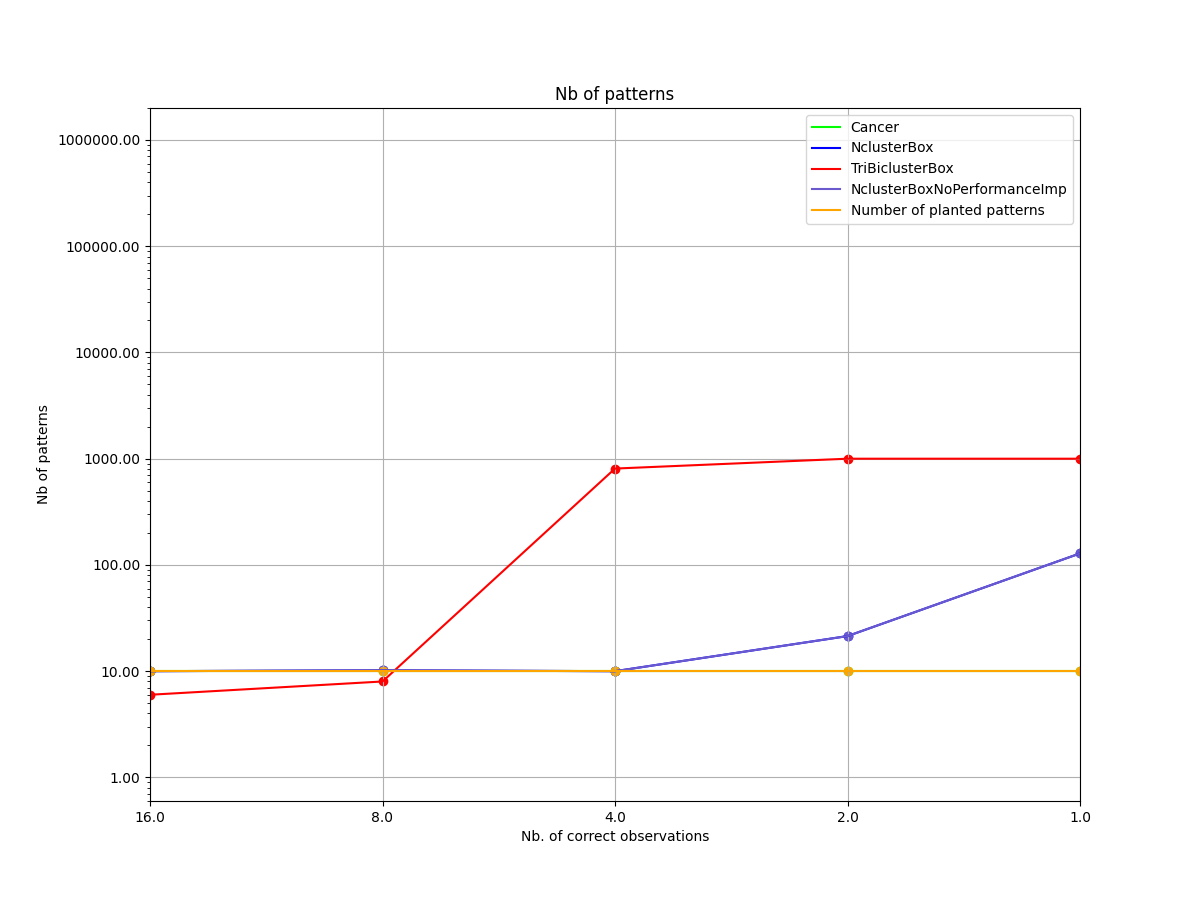 Nb of patterns
Cancer
NclusterBox
TriBiclusterBox
NclusterBoxNoPerformanceImp
Number of planted patterns
1000000.00
100000.00
10000.00
1000.00
100.00
10.00
1.00
Nb of patterns
16.0 8.0 4.0 2.0 1.0
Nb. of correct observations